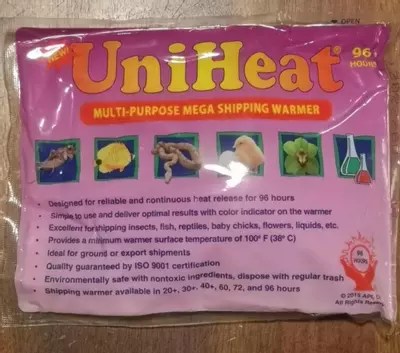 OPEN
NEW!
UniHeat®
96
HOURS
MULTI-PURPOSE MEGA SHIPPING WARMER
• Designed for reliable and continuous heat release for 96 hours
• Simple to use and deliver optimal results with color indicator on the warmer
• Excellent for shipping insects, fish, reptiles, baby chicks, flowers, liquids, etc.
• Provides a minimum warmer surface temperature of 100º F (38º C)
• Ideal for ground or export shipments
• Quality guaranteed by ISO 9001 certification
• Environmentally safe with nontoxic ingredients, dispose with regular trash
• Shipping warmer available in 20+, 30+, 40+, 60, 72, and 96 hours
96
HOURS
All Rights